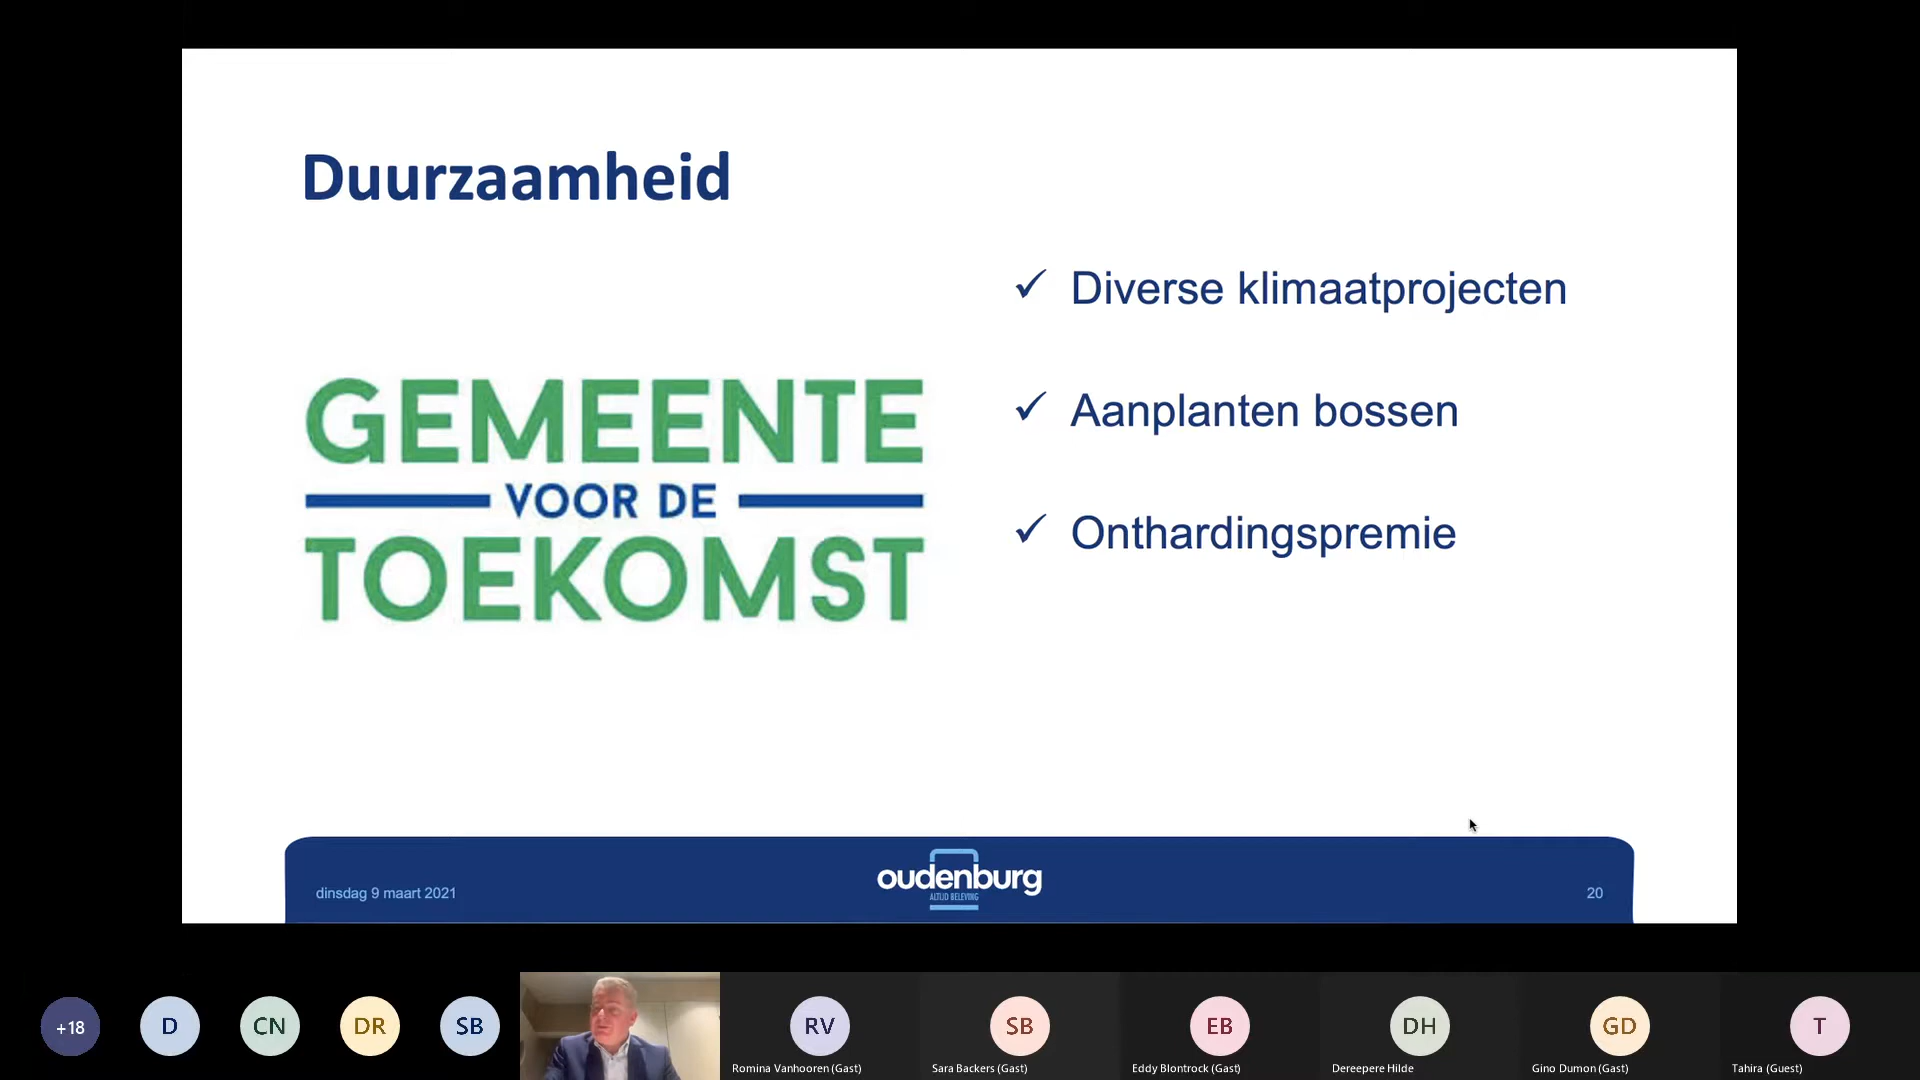 Duurzaamheid
Diverse klimaatprojecten
Aanplanten bossen
Onthardingspremie
GEMEENTE
VOOR DE
TOEKOMST
dinsdag 9 maart 2021
oudenburg
ALTIJD BELEVING
20
+18
D
CN
DR
SB
RV
SB
EB
DH
GD
T
Romina Vanhooren (Gast)
Sara Backers (Gast)
Eddy Blontrock (Gast)
Dereepere Hilde
Gino Dumon (Gast)
Tahira (Guest)